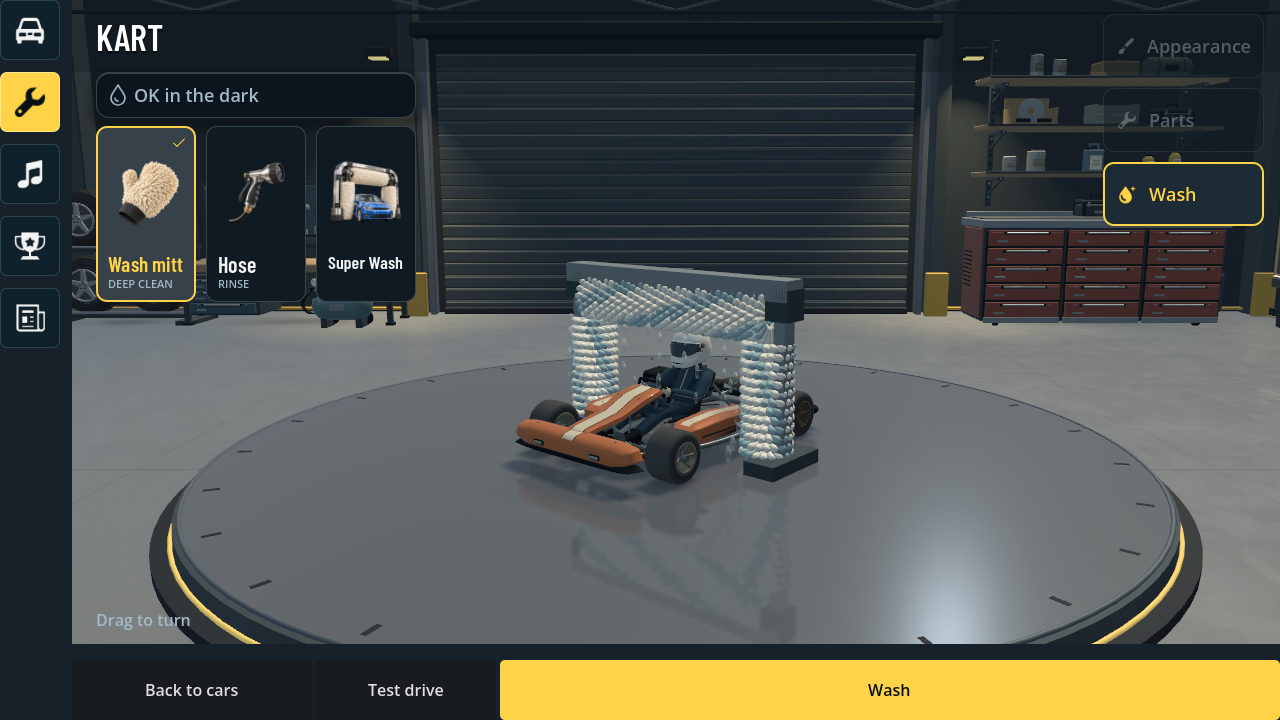 KART
OK in the dark
Wash mitt
DEEP CLEAN
Hose
RINSE
Super Wash
Appearance
Parts
Wash
Drag to turn
Back to cars
Test drive
Wash